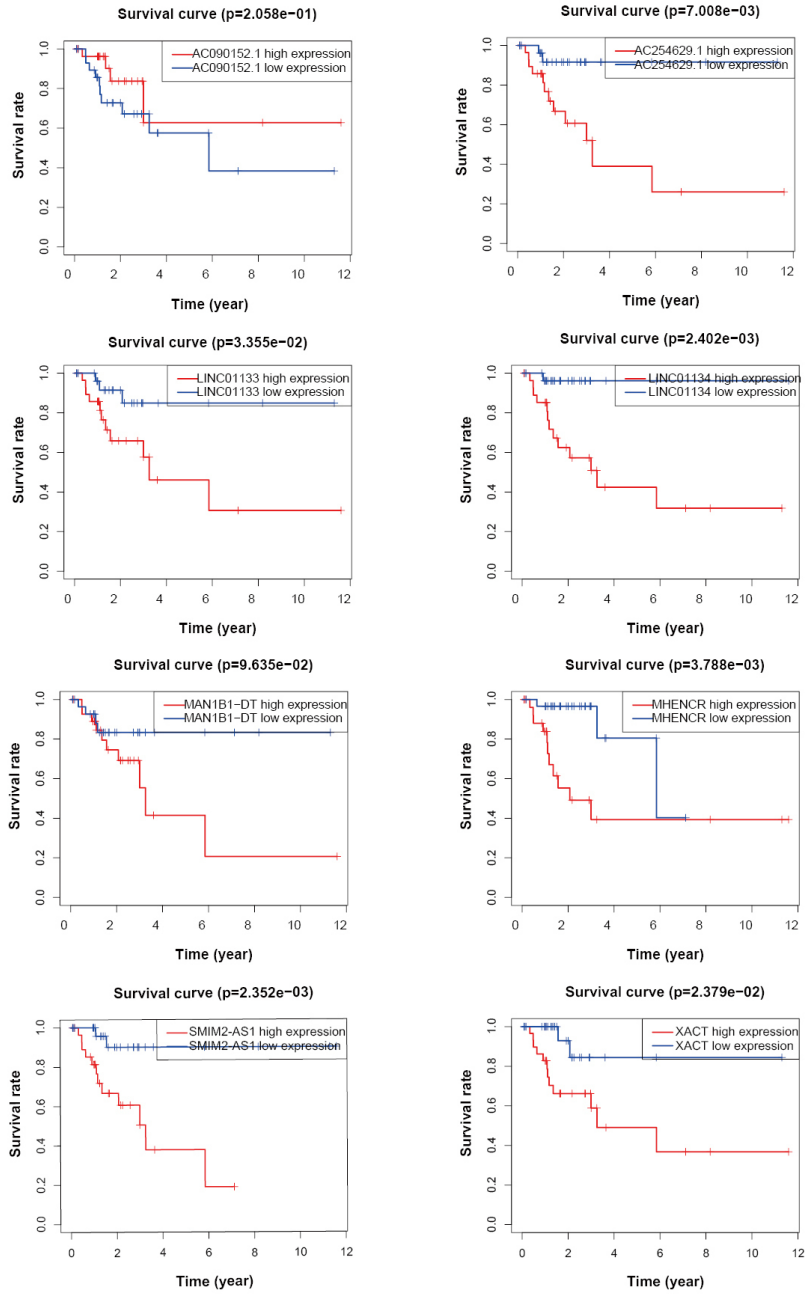 Survival curve (p=2.058e−01)
AC090152.1 high expression
AC090152.1 low expression
Survival rate
0.0 0.2 0.4 0.6 0.8 1.0
0 2 4 6 8 10 12
Time (year)
Survival curve (p=7.008e−03)
AC254629.1 high expression
AC254629.1 low expression
Survival rate
0.0 0.2 0.4 0.6 0.8 1.0
0 2 4 6 8 10 12
Time (year)
Survival curve (p=3.355e−02)
LINC01133 high expression
LINC01133 low expression
Survival rate
0.0 0.2 0.4 0.6 0.8 1.0
0 2 4 6 8 10 12
Time (year)
Survival curve (p=2.402e−03)
LINC01134 high expression
LINC01134 low expression
Survival rate
0.0 0.2 0.4 0.6 0.8 1.0
0 2 4 6 8 10 12
Time (year)
Survival curve (p=9.635e−02)
MAN1B1−DT high expression
MAN1B1−DT low expression
Survival rate
0.0 0.2 0.4 0.6 0.8 1.0
0 2 4 6 8 10 12
Time (year)
Survival curve (p=3.788e−03)
MHENCR high expression
MHENCR low expression
Survival rate
0.0 0.2 0.4 0.6 0.8 1.0
0 2 4 6 8 10 12
Time (year)
Survival curve (p=2.352e−03)
SMIM2−AS1 high expression
SMIM2−AS1 low expression
Survival rate
0.0 0.2 0.4 0.6 0.8 1.0
0 2 4 6 8 10 12
Time (year)
Survival curve (p=2.379e−02)
XACT high expression
XACT low expression
Survival rate
0.0 0.2 0.4 0.6 0.8 1.0
0 2 4 6 8 10 12
Time (year)